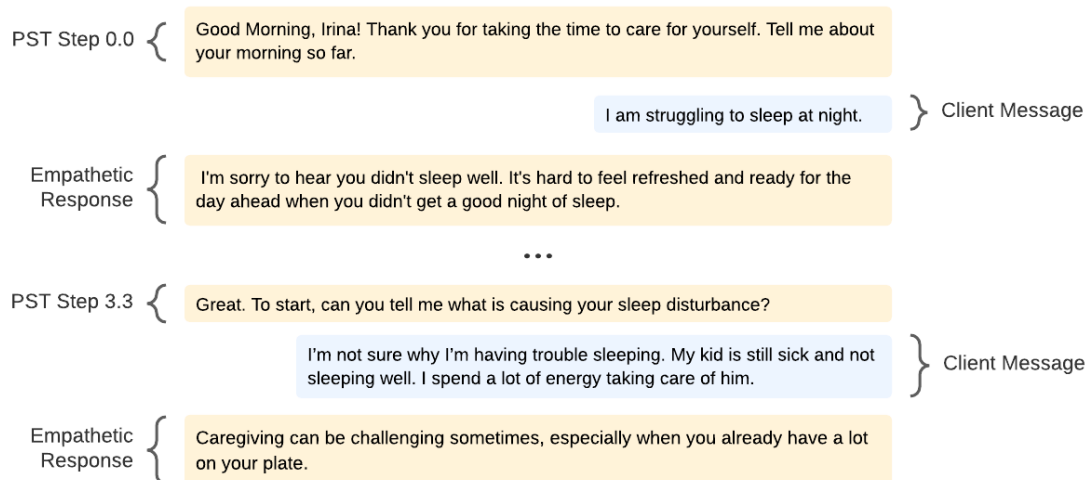 PST Step 0.0
Good Morning, Irina! Thank you for taking the time to care for yourself. Tell me about
your morning so far.
I am struggling to sleep at night.
Client Message
Empathetic
Response
I'm sorry to hear you didn't sleep well. It's hard to feel refreshed and ready for the
day ahead when you didn't get a good night of sleep.
...
PST Step 3.3
Great. To start, can you tell me what is causing your sleep disturbance?
I’m not sure why I’m having trouble sleeping. My kid is still sick and not
sleeping well. I spend a lot of energy taking care of him.
Client Message
Empathetic
Response
Caregiving can be challenging sometimes, especially when you already have a lot
on your plate.